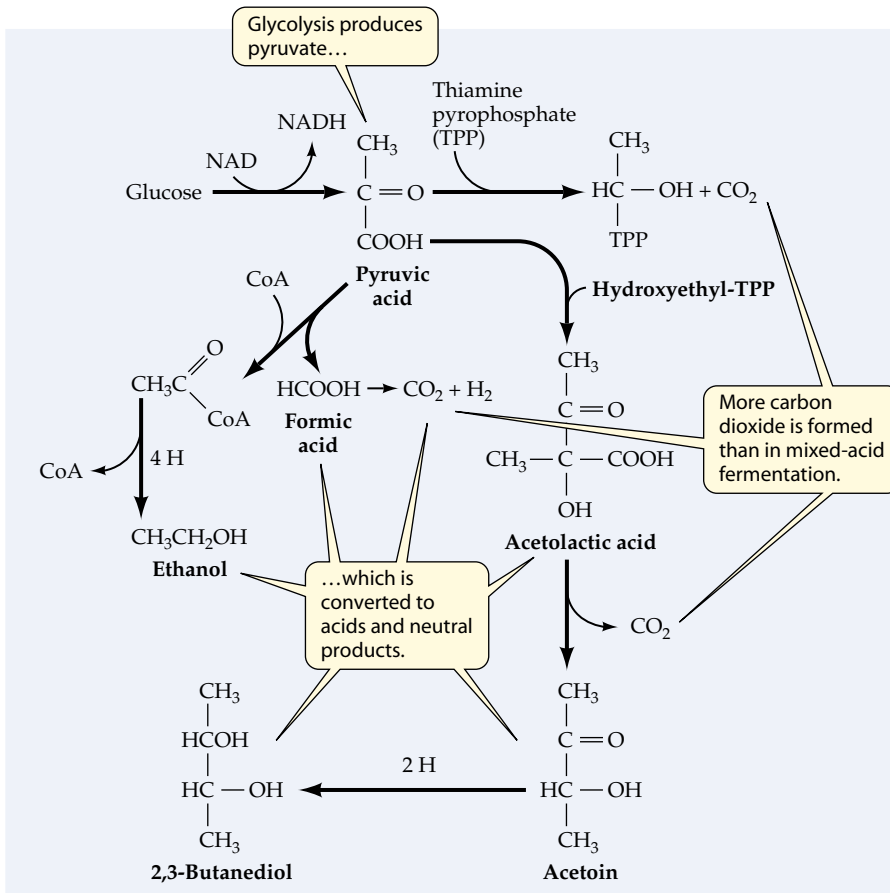 Glycolysis produces
pyruvate…
Thiamine
pyrophosphate
(TPP)
NADH
NAD
Glucose
CH₃
C=O
COOH
Pyruvic
acid
CH₃
HC—OH + CO₂
TPP
Hydroxyethyl-TPP
CoA
O
CH₃C
CoA
HCOOH → CO₂ + H₂
Formic
acid
CoA
4 H
CH₃CH₂OH
Ethanol
CH₃
C=O
CH₃—C—COOH
OH
Acetolactic acid
More carbon
dioxide is formed
than in mixed-acid
fermentation.
…which is
converted to
acids and neutral
products.
CO₂
CH₃
HCOH
HC—OH
CH₃
2,3-Butanediol
2 H
CH₃
C=O
HC—OH
CH₃
Acetoin